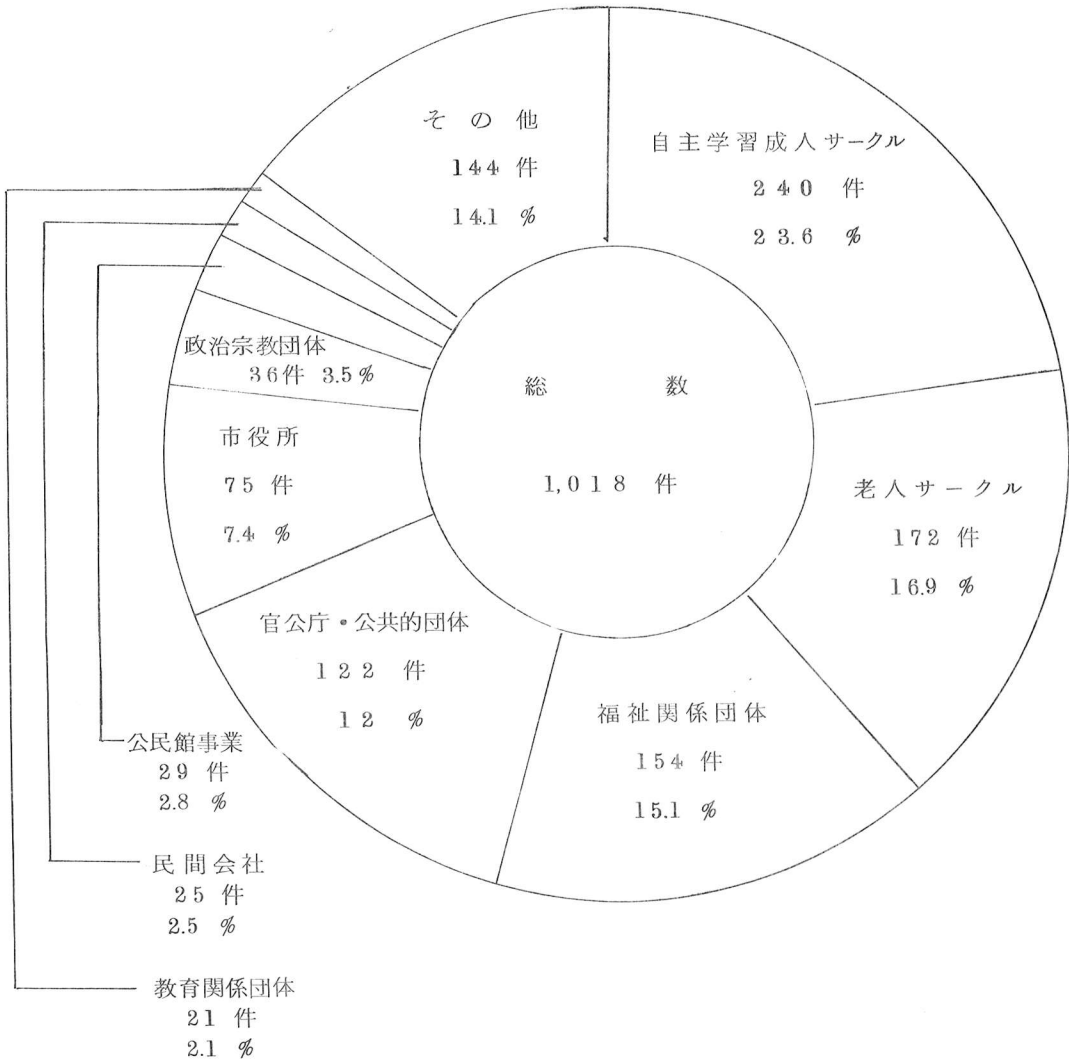 その他
144件
14.1%
自主学習成人サークル
240件
23.6%
政治宗教団体
36件 3.5%
総数
1,018件
市役所
75件
7.4%
老人サークル
172件
16.9%
官公庁・公共的団体
122件
12%
福祉関係団体
154件
15.1%
公民館事業
29件
2.8%
民間会社
25件
2.5%
教育関係団体
21件
2.1%